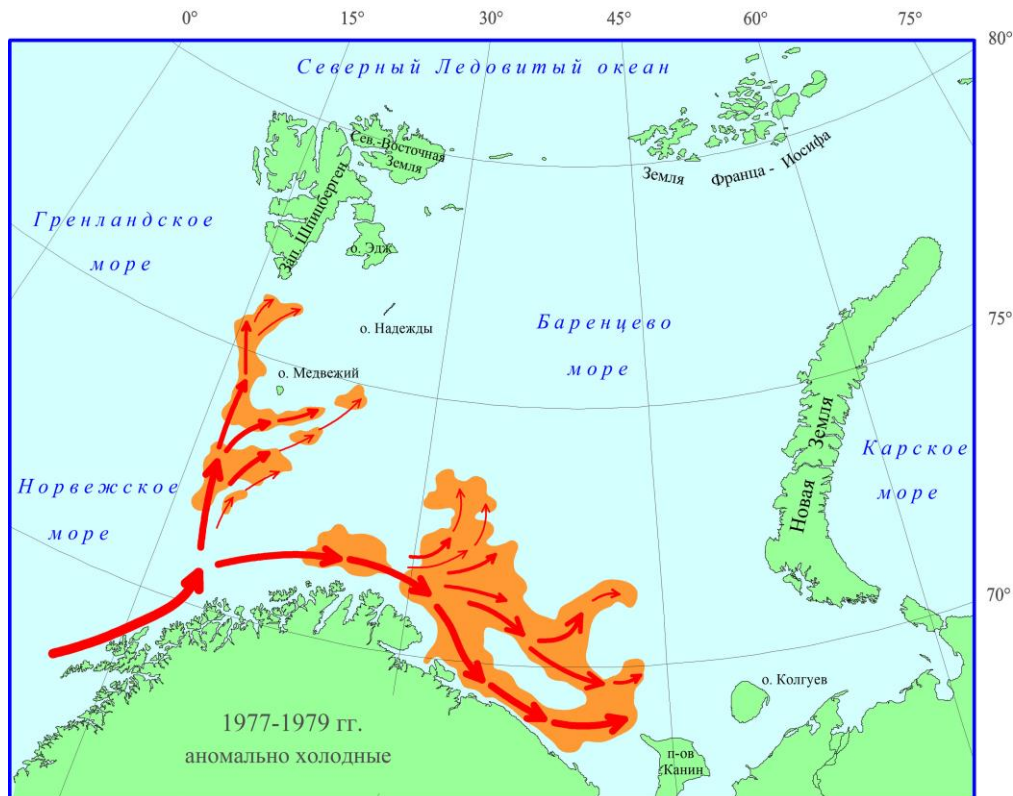 0° 15° 30° 45° 60° 75°
80°
Северный Ледовитый океан
Сев.-Восточная
Земля
Земля Франца - Иосифа
Гренландское
море
Зап. Шпицберген
о. Эдж
о. Надежды
75°
Баренцево
море
о. Медвежий
Новая Земля
Карское
море
Норвежское
море
70°
о. Колгуев
1977-1979 гг.
аномально холодные
п-ов
Канин